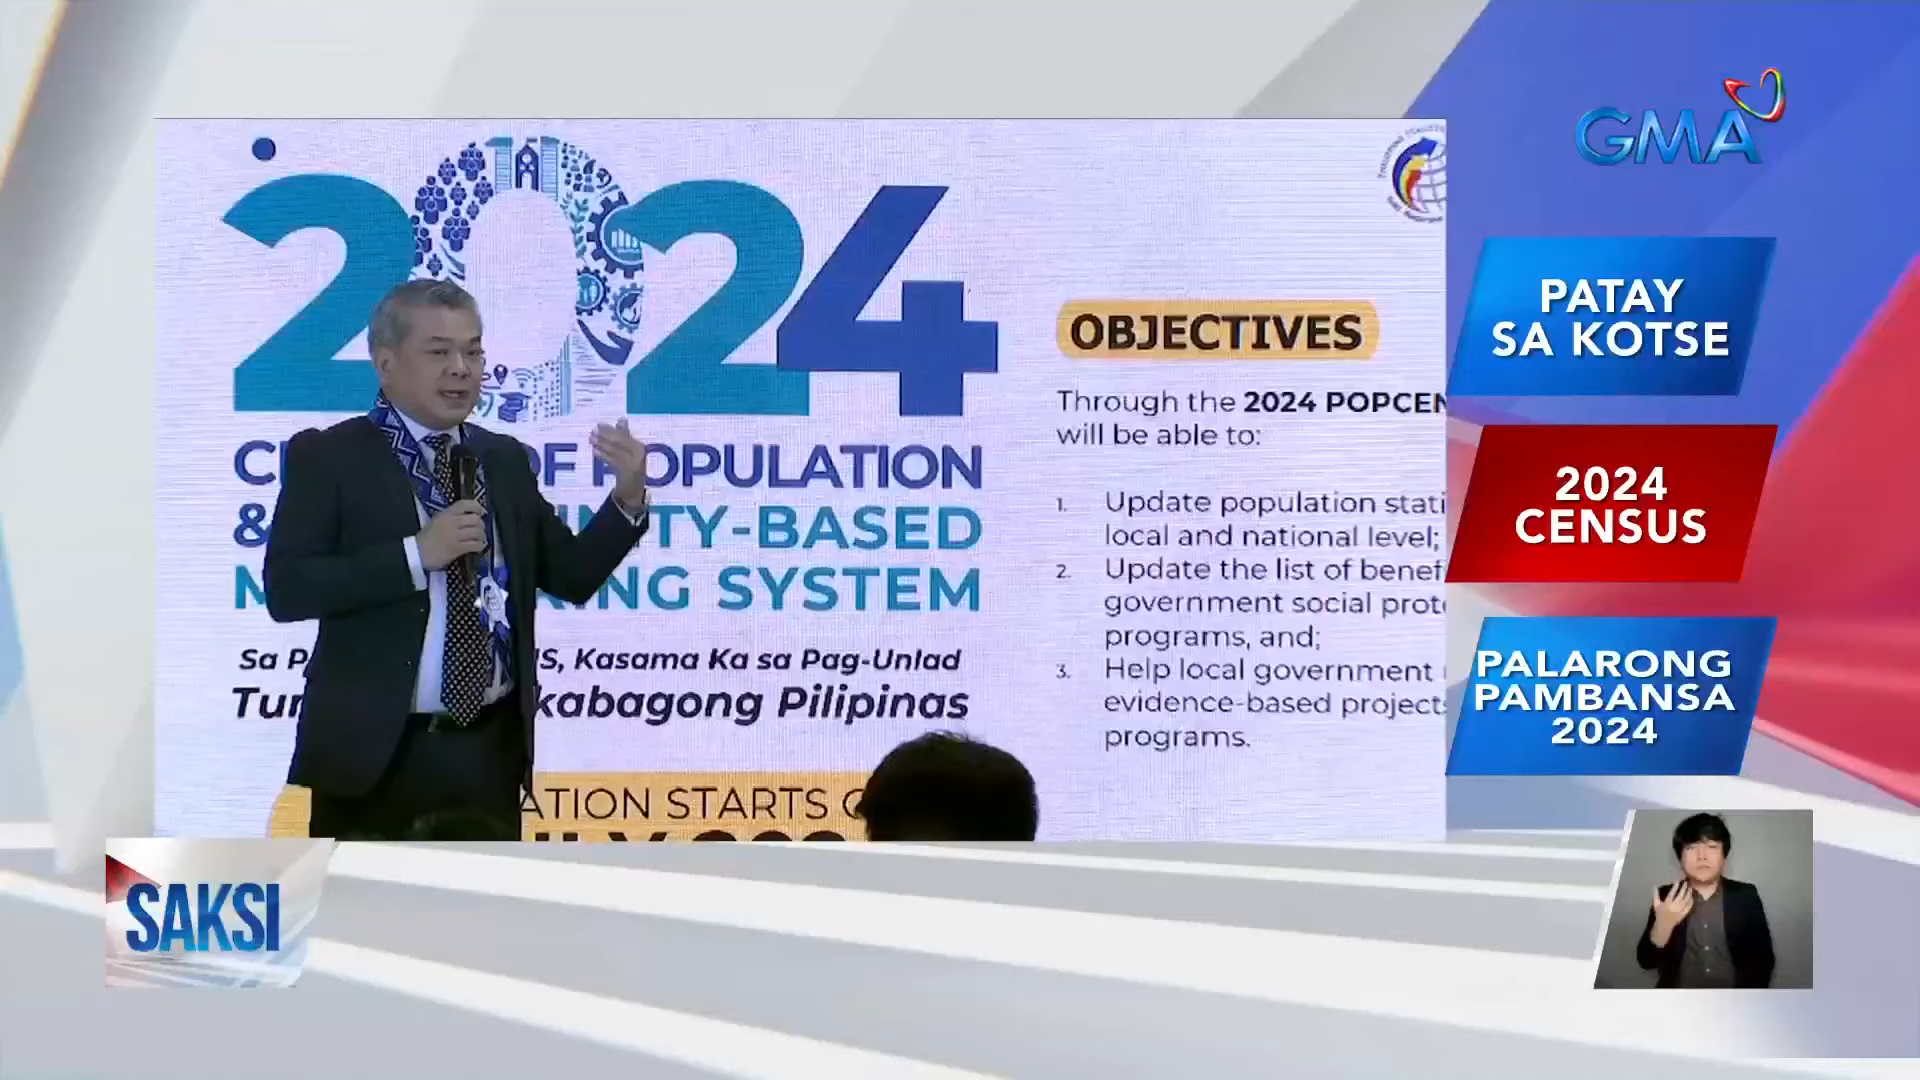 GMA
2024
C OF POPULATION
& NITY-BASED
M RING SYSTEM
Sa P S, Kasama Ka sa Pag-Unlad
Tu kabagong Pilipinas
ATION STARTS
OBJECTIVES
Through the 2024 POPCEN
will be able to:
1. Update population stati
local and national level;
2. Update the list of benef
government social prot
programs, and;
3. Help local government
evidence-based project
programs.
PATAY
SA KOTSE
2024
CENSUS
PALARONG
PAMBANSA
2024
SAKSI